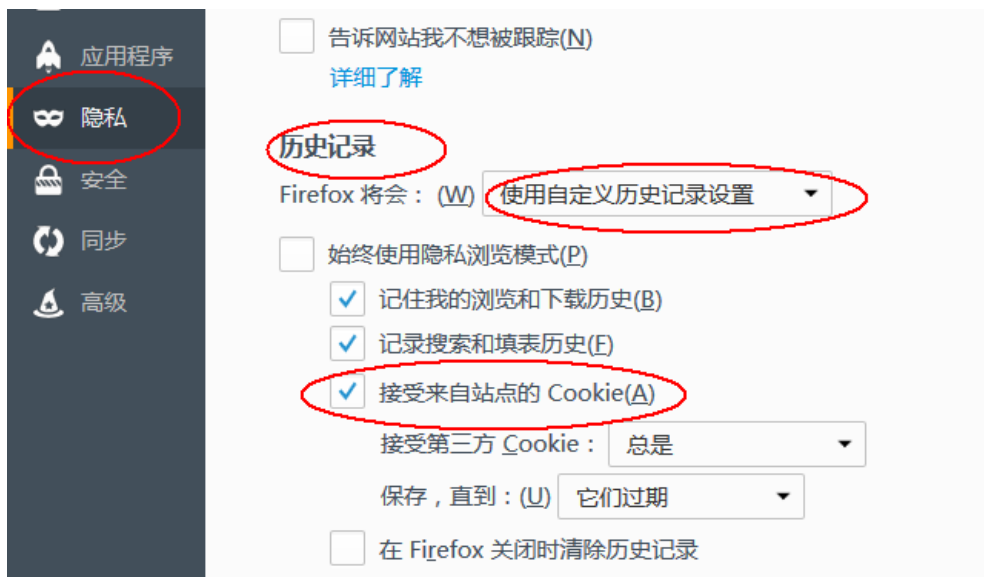 应用程序
隐私
安全
同步
高级
告诉网站我不想被跟踪(N)
详细了解
历史记录
Firefox 将会：(W) 使用自定义历史记录设置
始终使用隐私浏览模式(P)
记住我的浏览和下载历史(B)
记录搜索和填表历史(F)
接受来自站点的 Cookie(A)
接受第三方 Cookie： 总是
保存，直到：(U) 它们过期
在 Firefox 关闭时清除历史记录